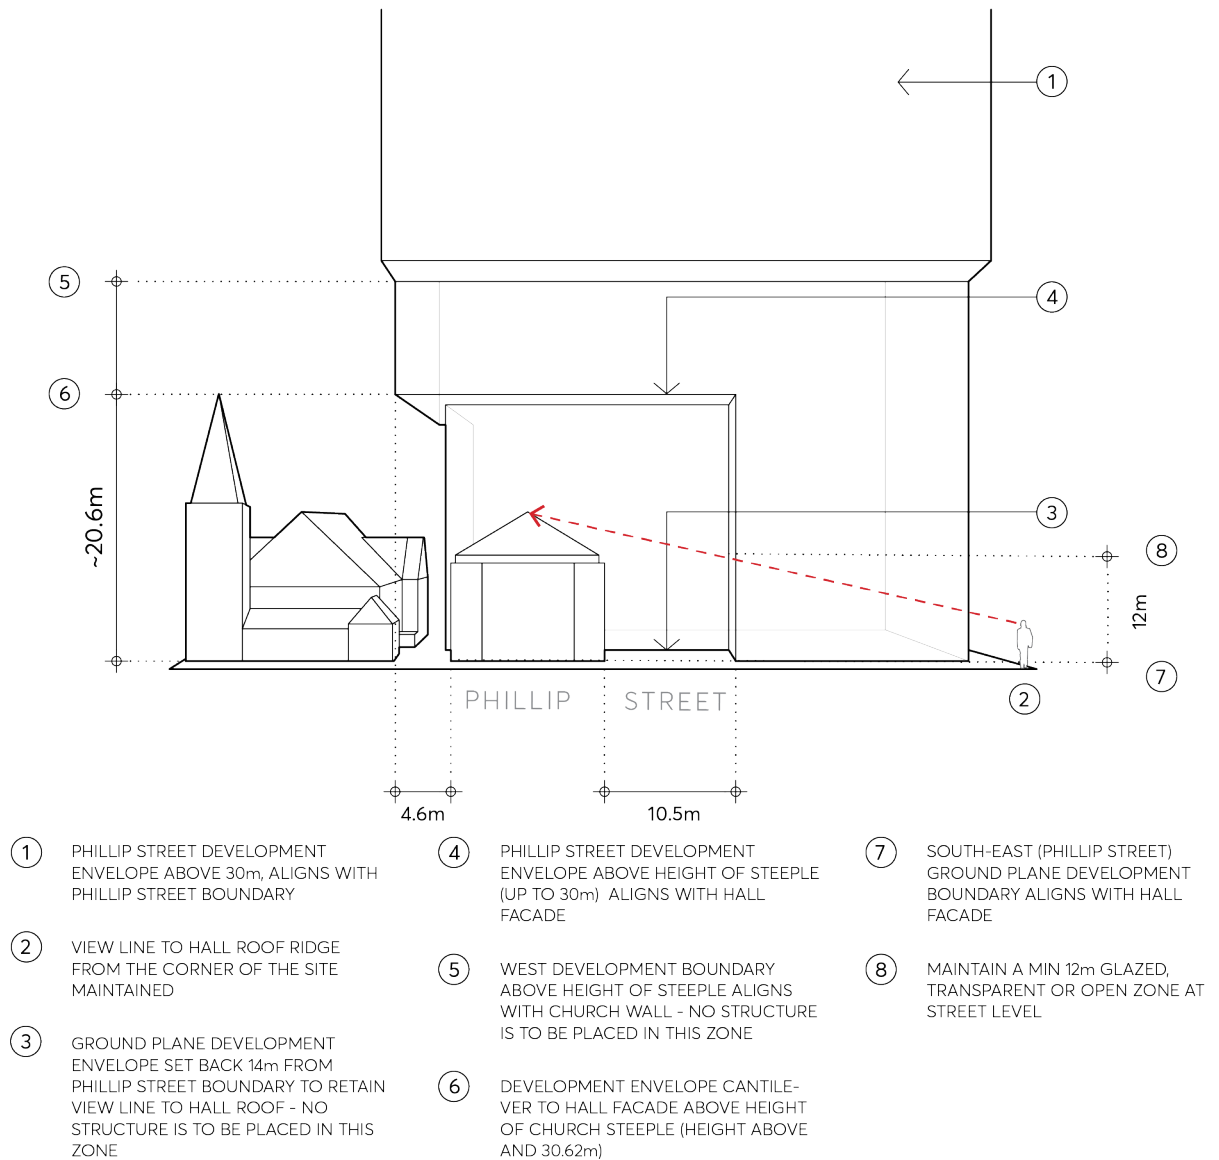 1
5
4
6
~20.6m
3
8
12m
7
2
PHILLIP STREET
4.6m
10.5m
1
PHILLIP STREET DEVELOPMENT
ENVELOPE ABOVE 30m, ALIGNS WITH
PHILLIP STREET BOUNDARY
2
VIEW LINE TO HALL ROOF RIDGE
FROM THE CORNER OF THE SITE
MAINTAINED
3
GROUND PLANE DEVELOPMENT
ENVELOPE SET BACK 14m FROM
PHILLIP STREET BOUNDARY TO RETAIN
VIEW LINE TO HALL ROOF - NO
STRUCTURE IS TO BE PLACED IN THIS
ZONE
4
PHILLIP STREET DEVELOPMENT
ENVELOPE ABOVE HEIGHT OF STEEPLE
(UP TO 30m) ALIGNS WITH HALL
FACADE
5
WEST DEVELOPMENT BOUNDARY
ABOVE HEIGHT OF STEEPLE ALIGNS
WITH CHURCH WALL - NO STRUCTURE
IS TO BE PLACED IN THIS ZONE
6
DEVELOPMENT ENVELOPE CANTILE-
VER TO HALL FACADE ABOVE HEIGHT
OF CHURCH STEEPLE (HEIGHT ABOVE
AND 30.62m)
7
SOUTH-EAST (PHILLIP STREET)
GROUND PLANE DEVELOPMENT
BOUNDARY ALIGNS WITH HALL
FACADE
8
MAINTAIN A MIN 12m GLAZED,
TRANSPARENT OR OPEN ZONE AT
STREET LEVEL